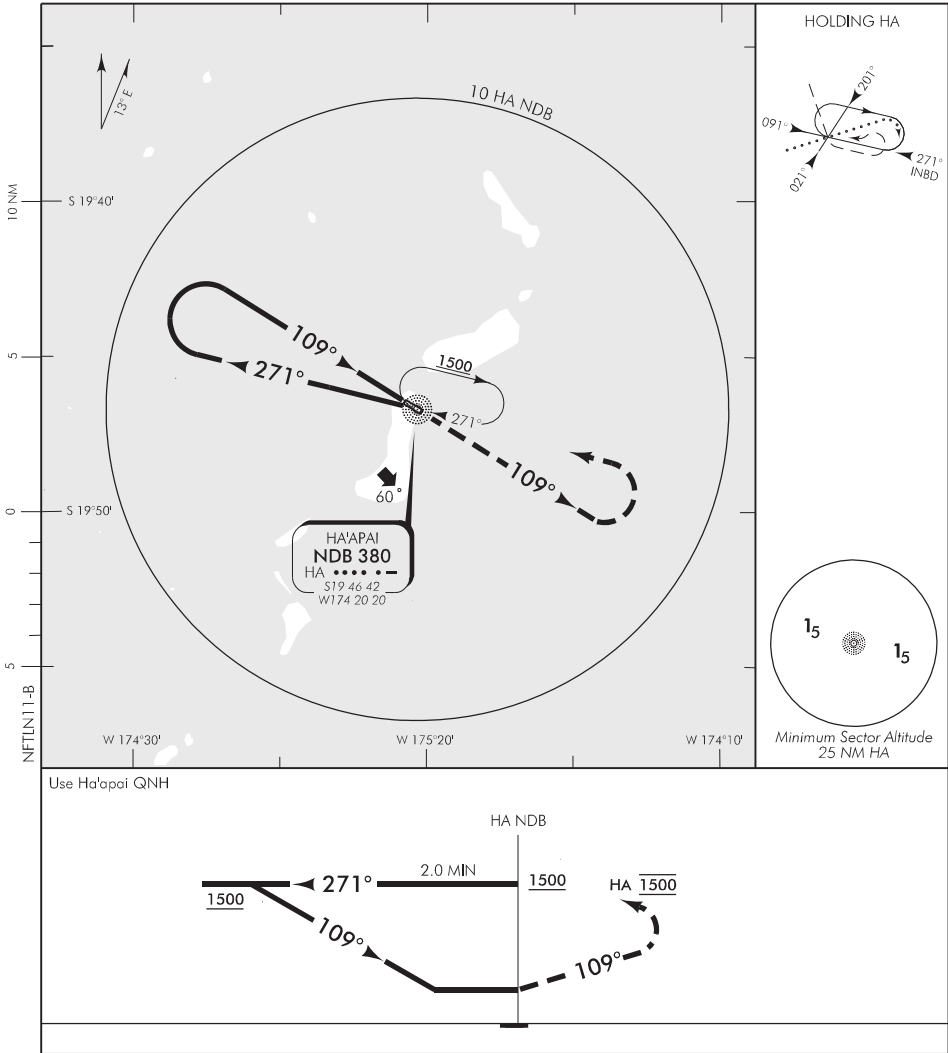 HOLDING HA
13° E
10 HA NDB
201°
091°
021°
271°
INBD
10 NM
S 19°40'
109°
271°
1500
5
271°
109°
60°
0
S 19°50'
HA'APAI
NDB 380
HA
S19 46 42
W174 20 20
15
15
5
Minimum Sector Altitude
25 NM HA
NFTLN11-B
W 174°30'
W 175°20'
W 174°10'
Use Ha'apai QNH
HA NDB
2.0 MIN
271°
1500
HA 1500
1500
109°
109°